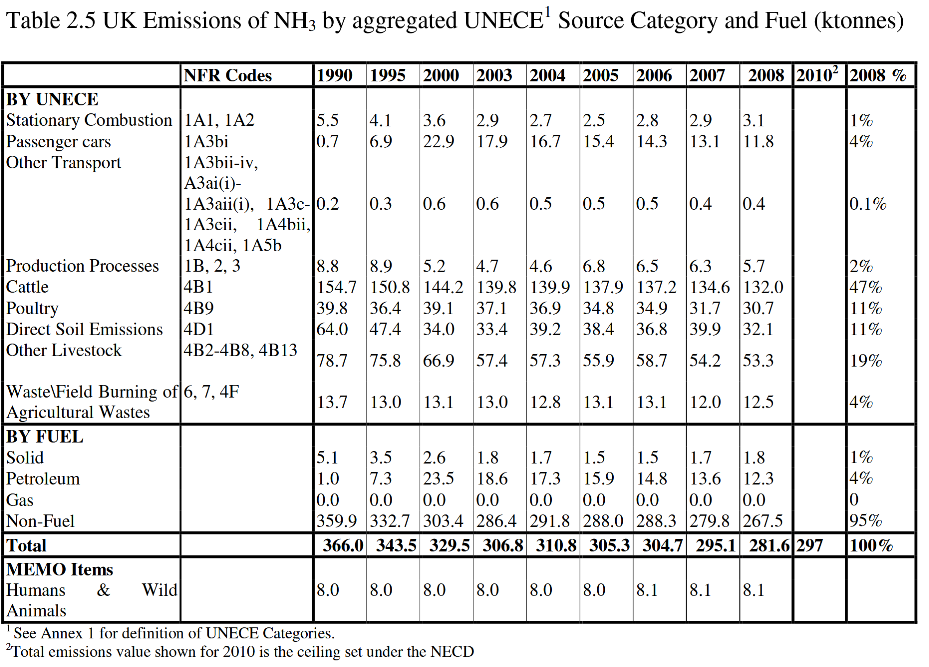 Table 2.5 UK Emissions of NH3 by aggregated UNECE1 Source Category and Fuel (ktonnes)
NFR Codes 1990 1995 2000 2003 2004 2005 2006 2007 2008 2010² 2008 %
BY UNECE
Stationary Combustion 1A1, 1A2 5.5 4.1 3.6 2.9 2.7 2.5 2.8 2.9 3.1 1%
Passenger cars 1A3bi 0.7 6.9 22.9 17.9 16.7 15.4 14.3 13.1 11.8 4%
Other Transport 1A3bii-iv,
A3ai(i)-
1A3aii(i), 1A3c- 0.2 0.3 0.6 0.6 0.5 0.5 0.5 0.4 0.4 0.1%
1A3eii, 1A4bii,
1A4cii, 1A5b
Production Processes 1B, 2, 3 8.8 8.9 5.2 4.7 4.6 6.8 6.5 6.3 5.7 2%
Cattle 4B1 154.7 150.8 144.2 139.8 139.9 137.9 137.2 134.6 132.0 47%
Poultry 4B9 39.8 36.4 39.1 37.1 36.9 34.8 34.9 31.7 30.7 11%
Direct Soil Emissions 4D1 64.0 47.4 34.0 33.4 39.2 38.4 36.8 39.9 32.1 11%
Other Livestock 4B2-4B8, 4B13
78.7 75.8 66.9 57.4 57.3 55.9 58.7 54.2 53.3 19%
Waste\Field Burning of 6, 7, 4F
Agricultural Wastes 13.7 13.0 13.1 13.0 12.8 13.1 13.1 12.0 12.5 4%
BY FUEL
Solid 5.1 3.5 2.6 1.8 1.7 1.5 1.5 1.7 1.8 1%
Petroleum 1.0 7.3 23.5 18.6 17.3 15.9 14.8 13.6 12.3 4%
Gas 0.0 0.0 0.0 0.0 0.0 0.0 0.0 0.0 0.0 0
Non-Fuel 359.9 332.7 303.4 286.4 291.8 288.0 288.3 279.8 267.5 95%
Total 366.0 343.5 329.5 306.8 310.8 305.3 304.7 295.1 281.6 297 100%
MEMO Items
Humans & Wild 8.0 8.0 8.0 8.0 8.0 8.0 8.1 8.1 8.1
Animals
1 See Annex 1 for definition of UNECE Categories.
2Total emissions value shown for 2010 is the ceiling set under the NECD